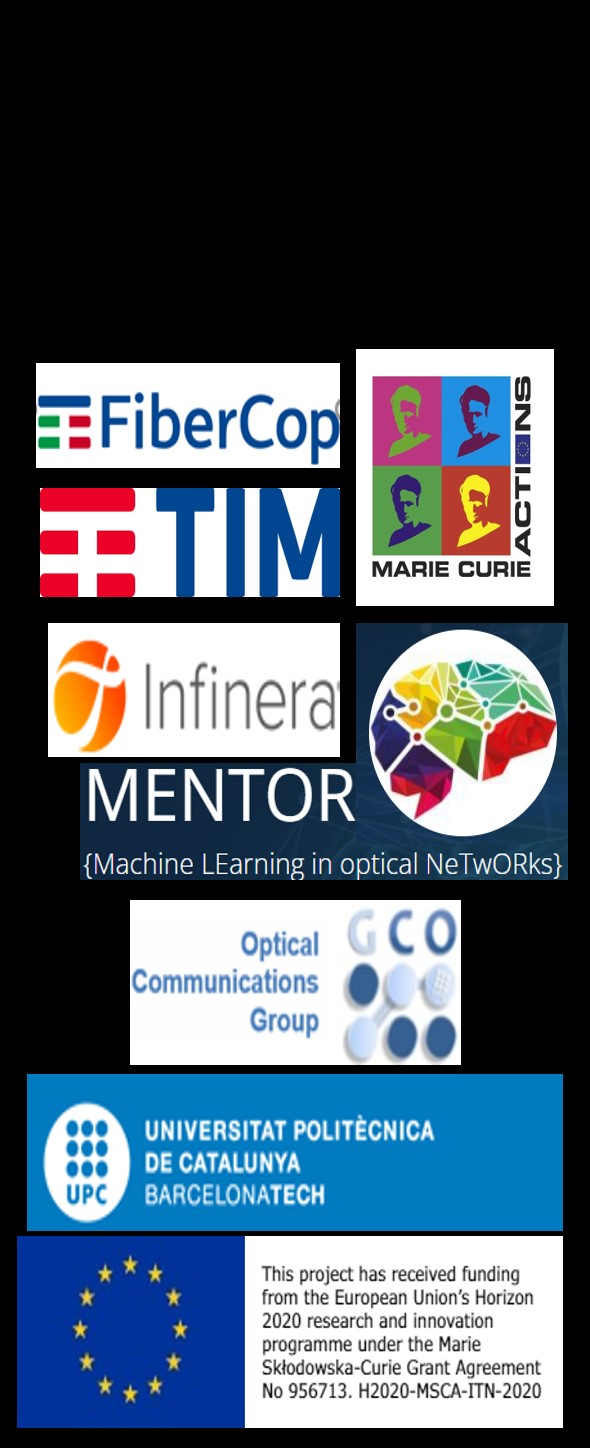 FiberCop
TIM
MARIE CURIE
ACTIONS
Infinera
MENTOR
{Machine LEarning in optical NeTwORks}
Optical
Communications
Group
GCO
UNIVERSITAT POLITÈCNICA
DE CATALUNYA
BARCELONATECH
UPC
This project has received funding
from the European Union’s Horizon
2020 research and innovation
programme under the Marie
Skłodowska-Curie Grant Agreement
No 956713. H2020-MSCA-ITN-2020